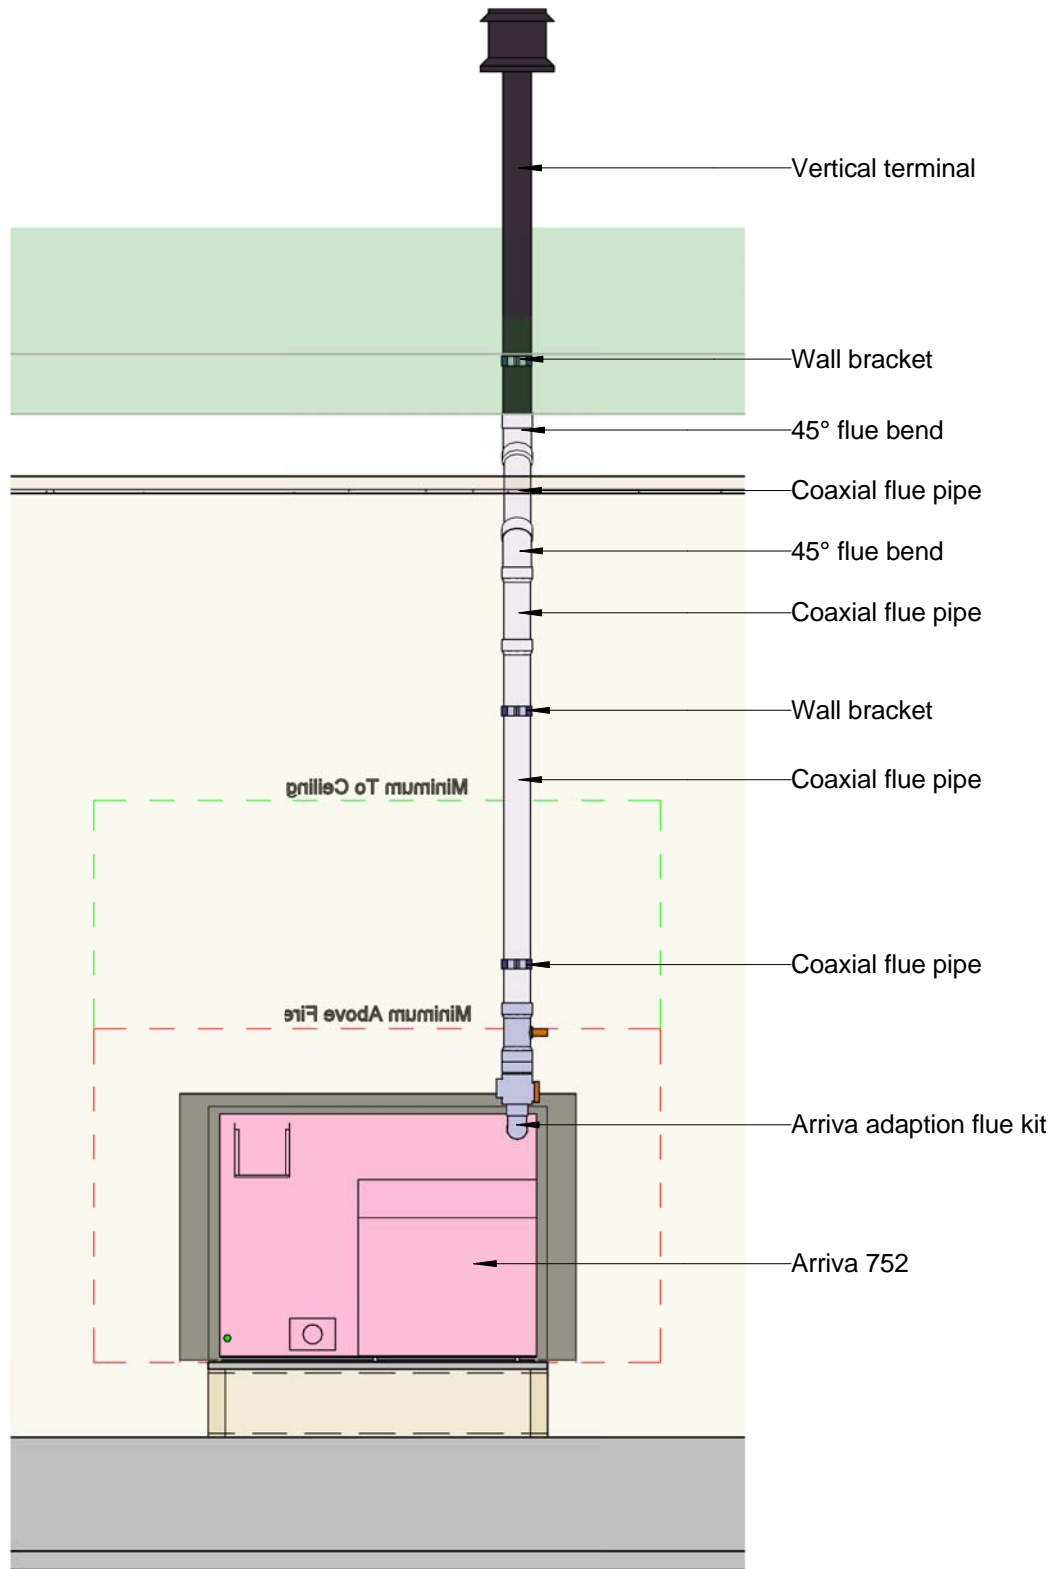 Vertical terminal
Wall bracket
45° flue bend
Coaxial flue pipe
45° flue bend
Coaxial flue pipe
Wall bracket
Minimum To Ceiling
Coaxial flue pipe
Coaxial flue pipe
Minimum Above Fire
Arriva adaption flue kit
Arriva 752